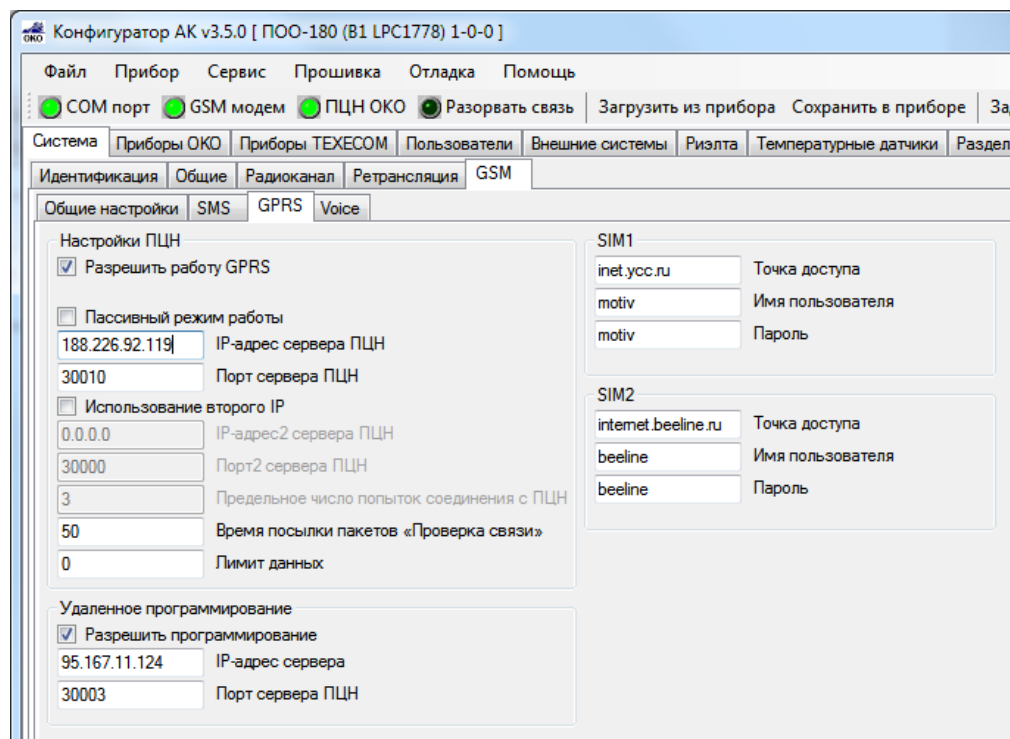 ОКО Конфигуратор АК v3.5.0 [ ПОО-180 (B1 LPC1778) 1-0-0 ]
Файл Прибор Сервис Прошивка Отладка Помощь
COM порт GSM модем ПЦН ОКО Разорвать связь Загрузить из прибора Сохранить в приборе За
Система Приборы ОКО Приборы TEXECOM Пользователи Внешние системы Риэлта Температурные датчики Раздел
Идентификация Общие Радиоканал Ретрансляция GSM
Общие настройки SMS GPRS Voice
Настройки ПЦН
Разрешить работу GPRS
Пассивный режим работы
188.226.92.119 IP-адрес сервера ПЦН
30010 Порт сервера ПЦН
Использование второго IP
0.0.0.0 IP-адрес2 сервера ПЦН
30000 Порт2 сервера ПЦН
3 Предельное число попыток соединения с ПЦН
50 Время посылки пакетов «Проверка связи»
0 Лимит данных
Удаленное программирование
Разрешить программирование
95.167.11.124 IP-адрес сервера
30003 Порт сервера ПЦН
SIM1
inet.ycc.ru Точка доступа
motiv Имя пользователя
motiv Пароль
SIM2
internet.beeline.ru Точка доступа
beeline Имя пользователя
beeline Пароль